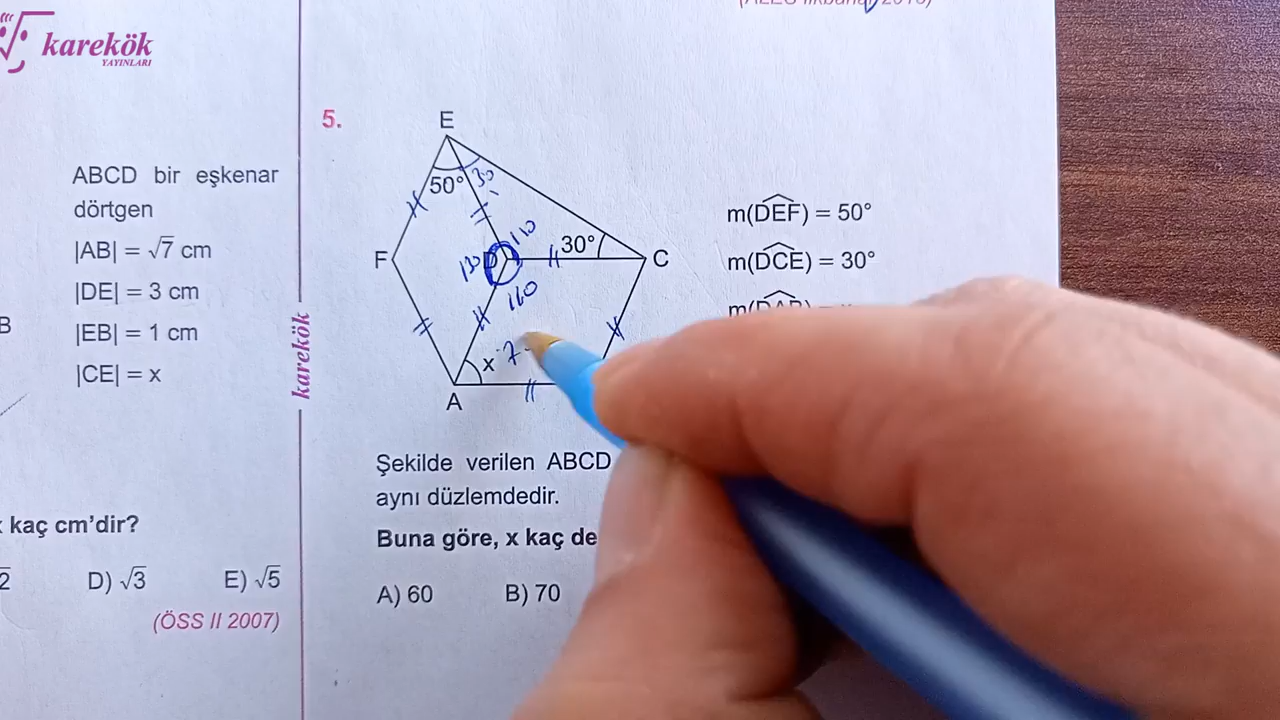 karekök
YAYINLARI
ABCD bir eşkenar
dörtgen
|AB| = √7 cm
|DE| = 3 cm
|EB| = 1 cm
|CE| = x
B
kaç cm'dir?
D) √3
E) √5
(ÖSS II 2007)
karekök
5.
E
50°
30
110
30°
F
D
C
130
A
x
m(DEF) = 50°
m(DCE) = 30°
Şekilde verilen ABCD
aynı düzlemdedir.
Buna göre, x kaç de
A) 60
B) 70